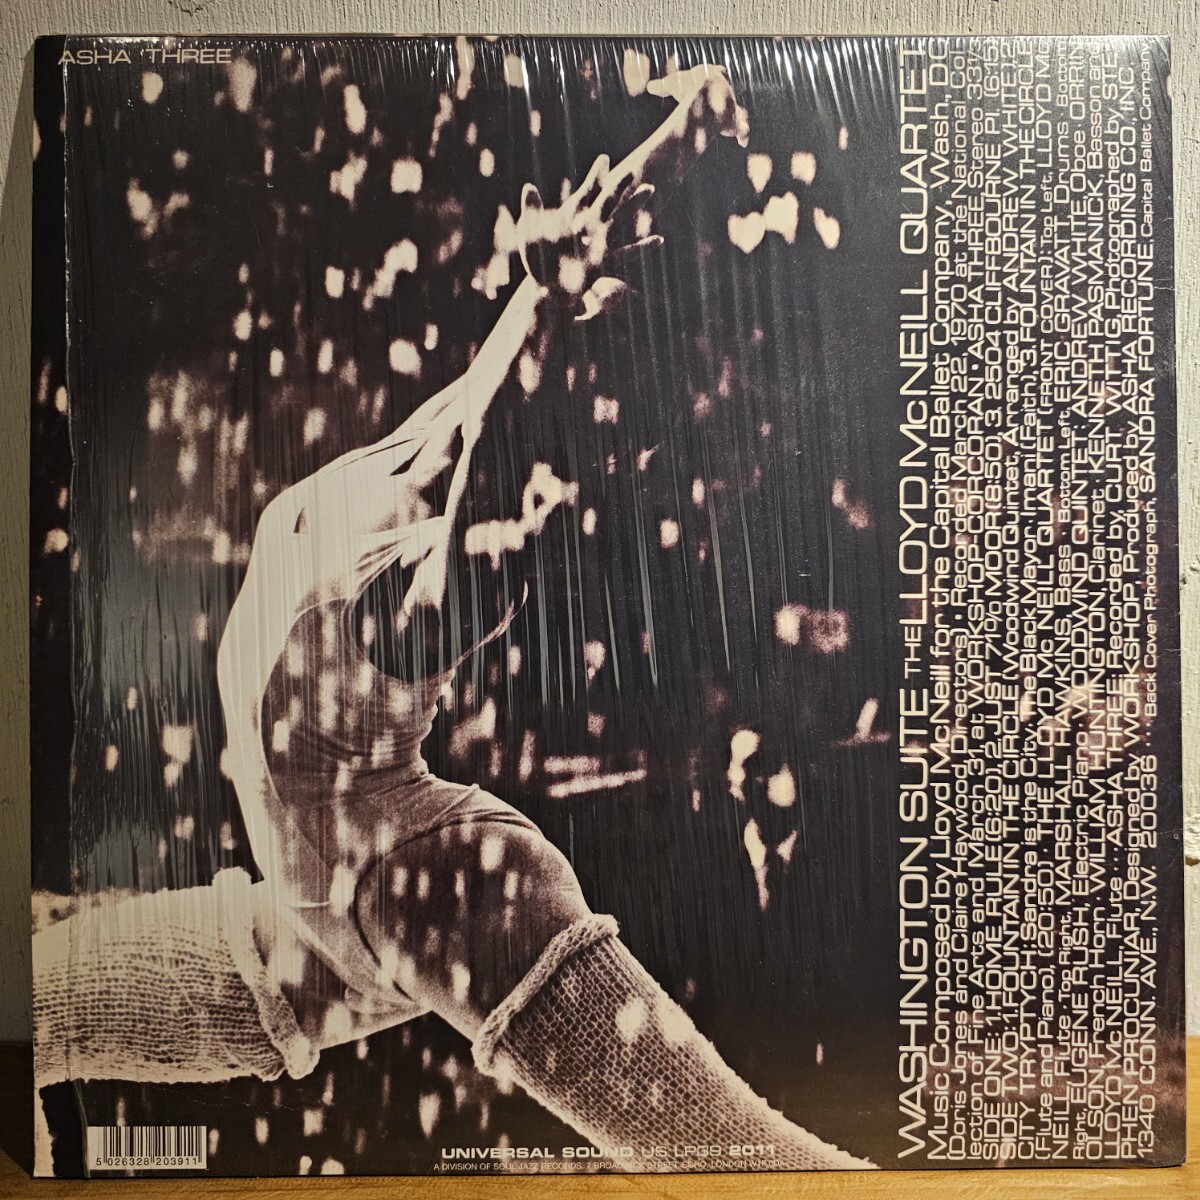 ASHA THREE
WASHINGTON SUITE THE LLOYD McNEILL QUARTET
Music Composed by Lloyd McNeill for the Capital Ballet Company, Wash., DC
(Doris Jones and Claire Haywood, Directors) · Recorded March 22, 1970 at the National Col-
lection of Fine Arts and March 31, at WORKSHOP CORCORAN · ASHA THREE, Stereo 33 1/3
SIDE ONE: 1. HOME RULE (6:20), 2. JUST 71% MOOR (8:50), 3. 2504 CLIFFBOURNE PL. (6:15)
SIDE TWO: 1. FOUNTAIN IN THE CIRCLE (Woodwind Quintet, Arranged by ANDREW WHITE), 2.
CITY TRYPTYCH: Sandra is the City, The Black Mayor, Imani (Faith), 3. FOUNTAIN IN THE CIRCLE
(Flute and Piano), (20:50) · THE LLOYD Mc NEILL QUARTET (FRONT COVER): Top Left, LLOYD Mc
NEILL, Flute · Top Right, MARSHALL HAWKINS, Bass · Bottom Left, ERIC GRAVATT, Drums · Bottom
Right, EUGENE RUSH, Electric Piano · WOODWIND QUINTET: ANDREW WHITE, Oboe · ORRIN
OLSON, French Horn · WILLIAM HUNTINGTON, Clarinet · KENNETH PASMANICK, Basson and
LLOYD Mc NEILL, Flute . . . ASHA THREE: Recorded by, CURT WITTIG, Photographed by, STE-
PHEN PROCUNIAR, Designed by WORKSHOP, Produced by ASHA RECORDING CO., INC.
1340 CONN. AVE., N.W. 20036 . . . Back Cover Photograph, SANDRA FORTUNE, Capital Ballet Company
5 026328 203911
UNIVERSAL SOUND US LP39 2011
A DIVISION OF SOUL JAZZ RECORDS. 7 BROADWICK STREET, SOHO, LONDON